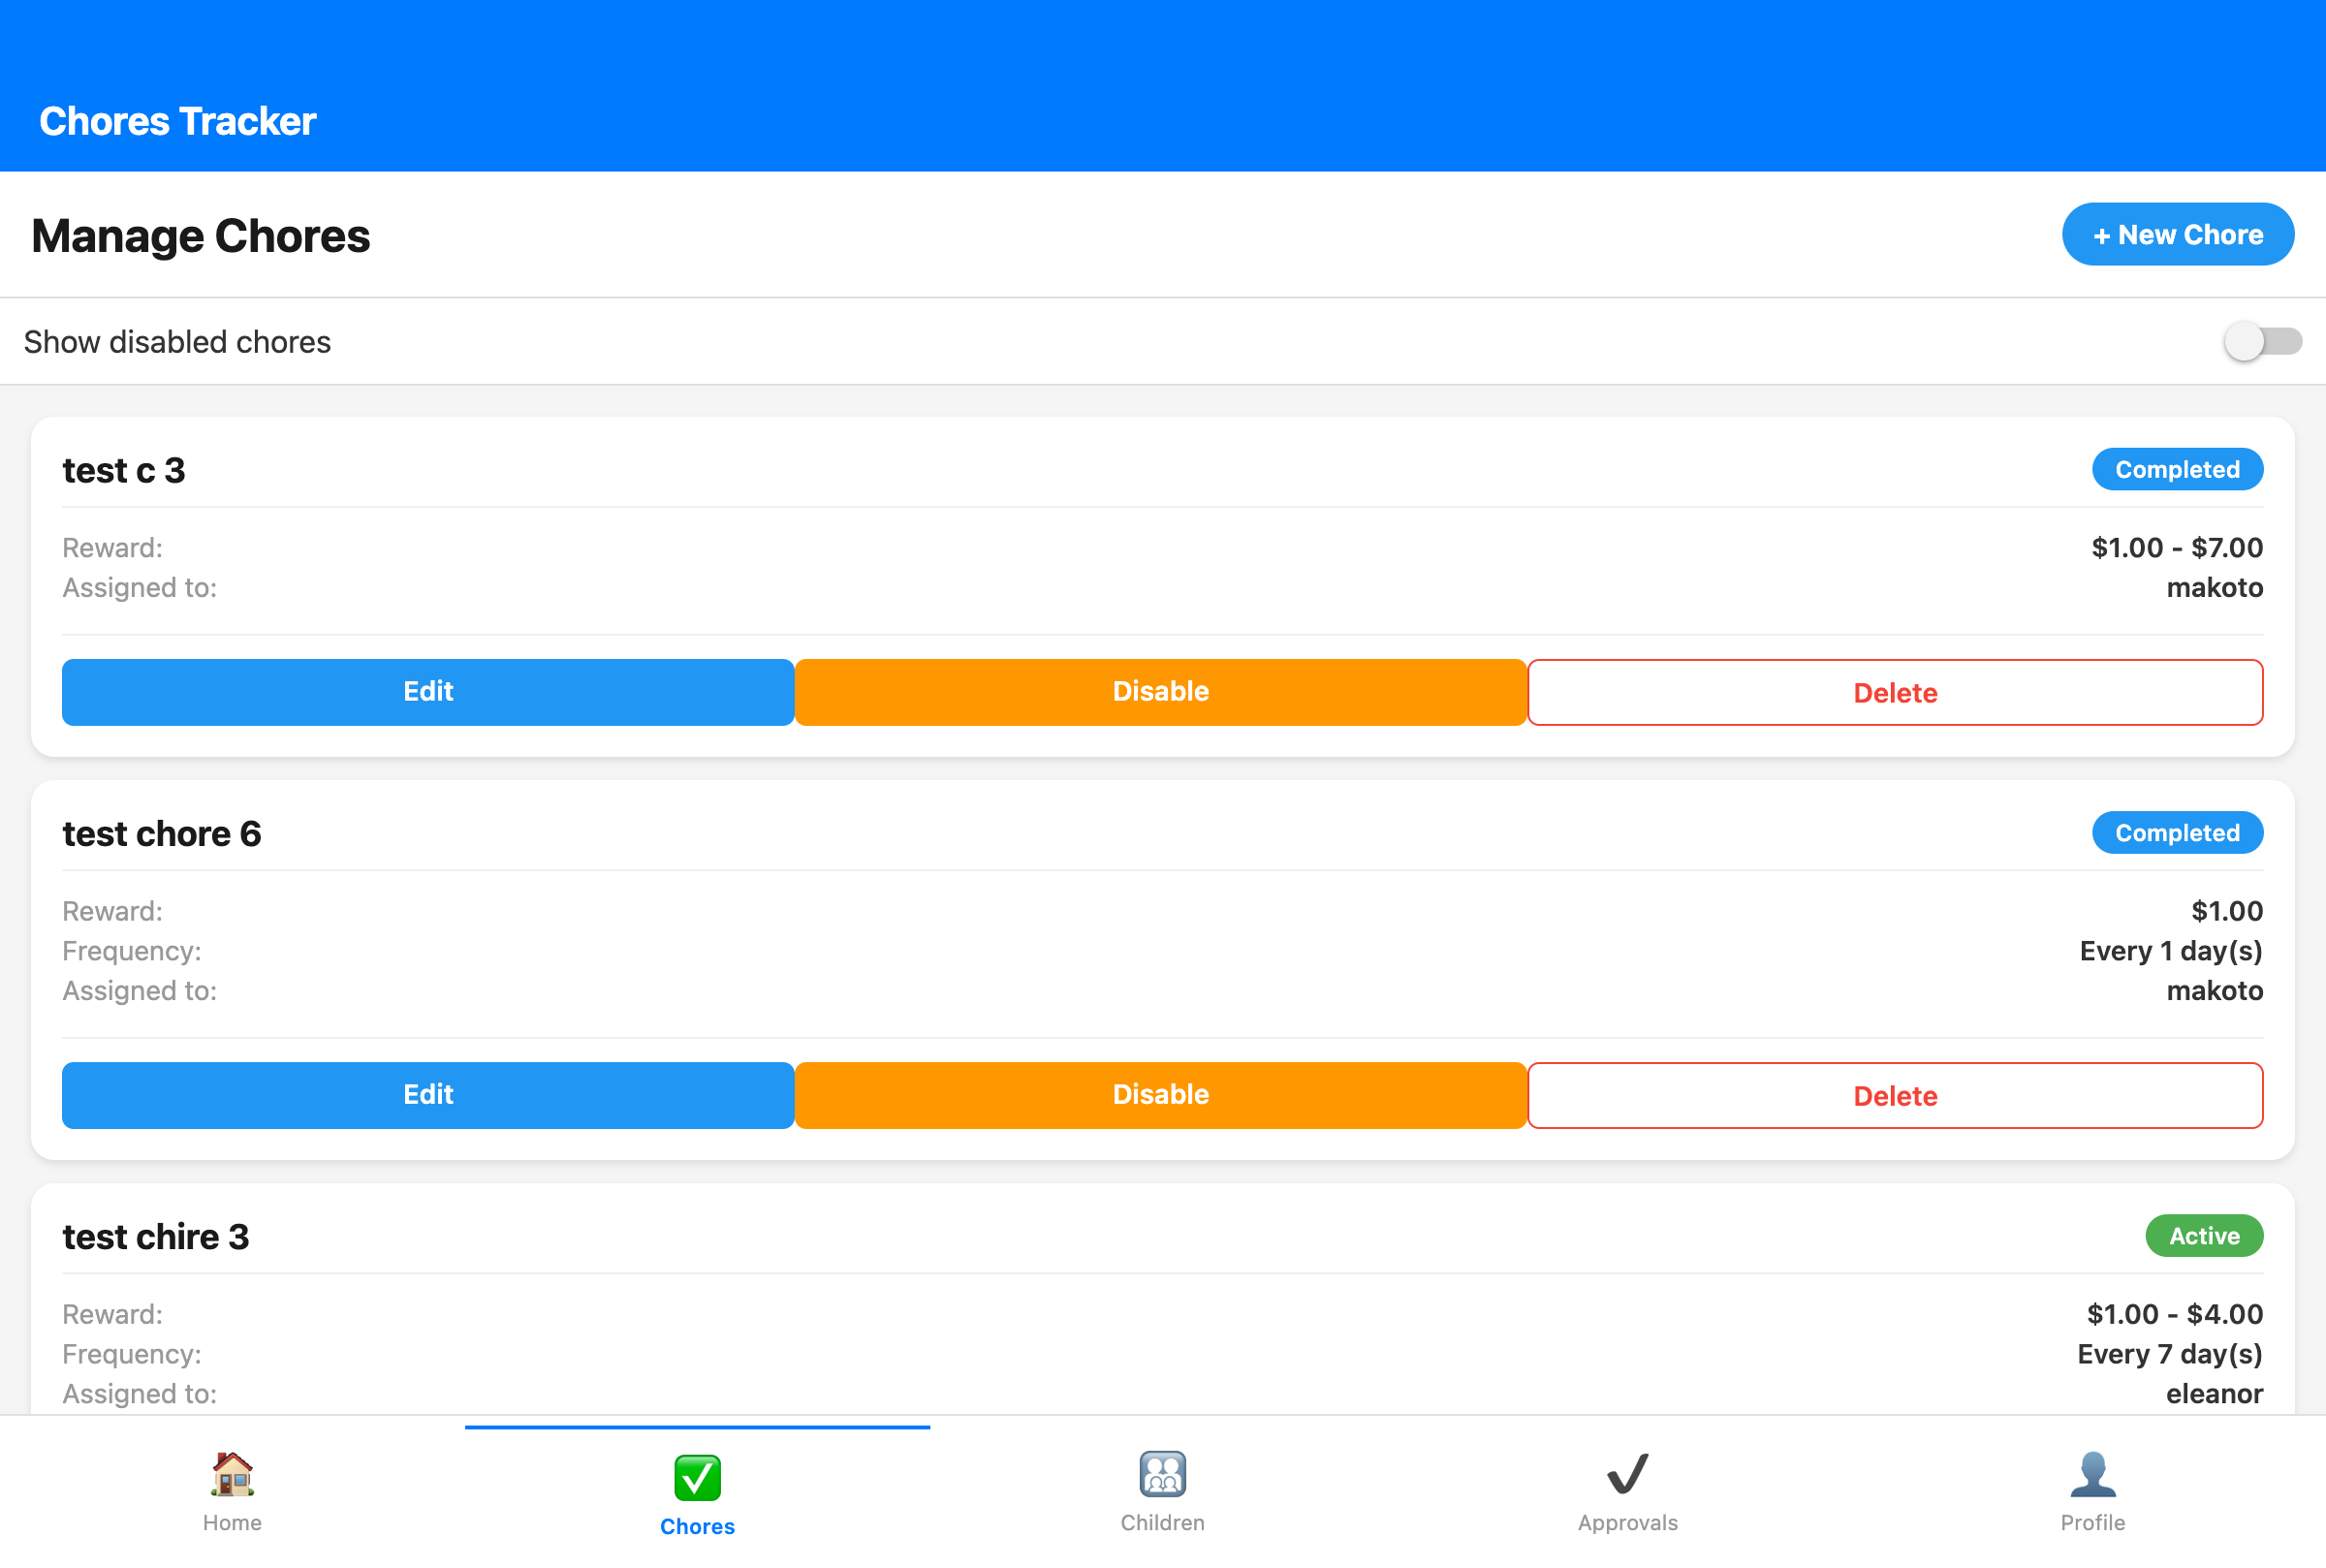 Chores Tracker
Manage Chores
+ New Chore
Show disabled chores
test c 3
Completed
Reward:
$1.00 - $7.00
Assigned to:
makoto
Edit
Disable
Delete
test chore 6
Completed
Reward:
$1.00
Frequency:
Every 1 day(s)
Assigned to:
makoto
Edit
Disable
Delete
test chire 3
Active
Reward:
$1.00 - $4.00
Frequency:
Every 7 day(s)
Assigned to:
eleanor
Home
Chores
Children
Approvals
Profile